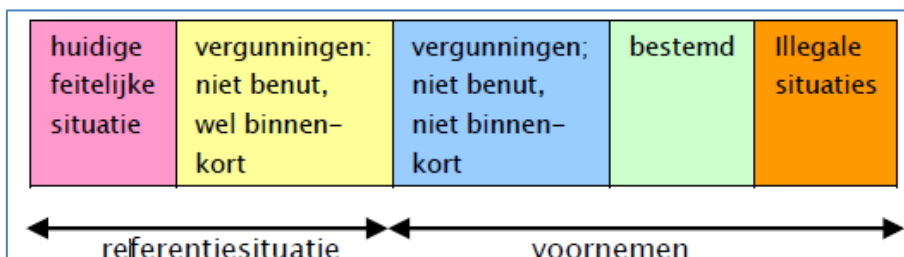 huidige
feitelijke
situatie
vergunningen:
niet benut,
wel binnen-
kort
vergunningen;
niet benut,
niet binnen-
kort
bestemd
Illegale
situaties
referentiesituatie
voornemen